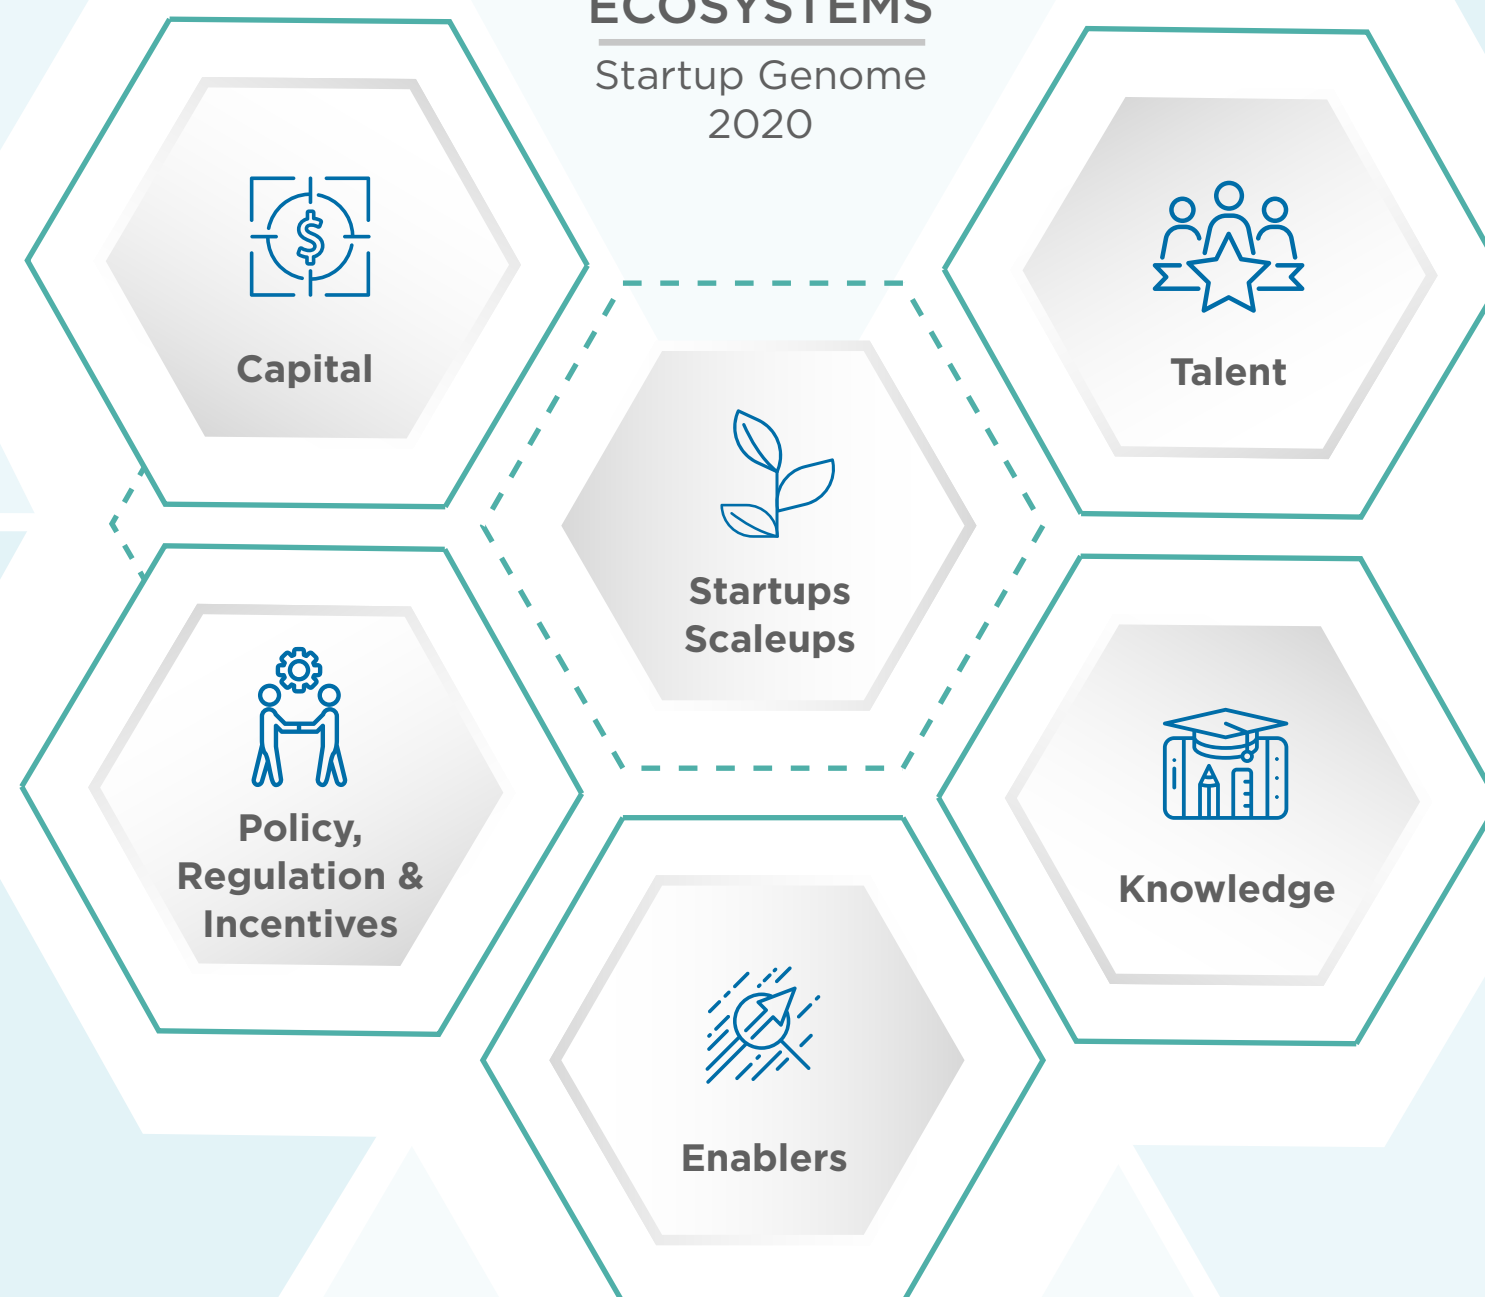 ECOSYSTEMS
Startup Genome
2020
Capital
Talent
Startups
Scaleups
Policy,
Regulation &
Incentives
Knowledge
Enablers